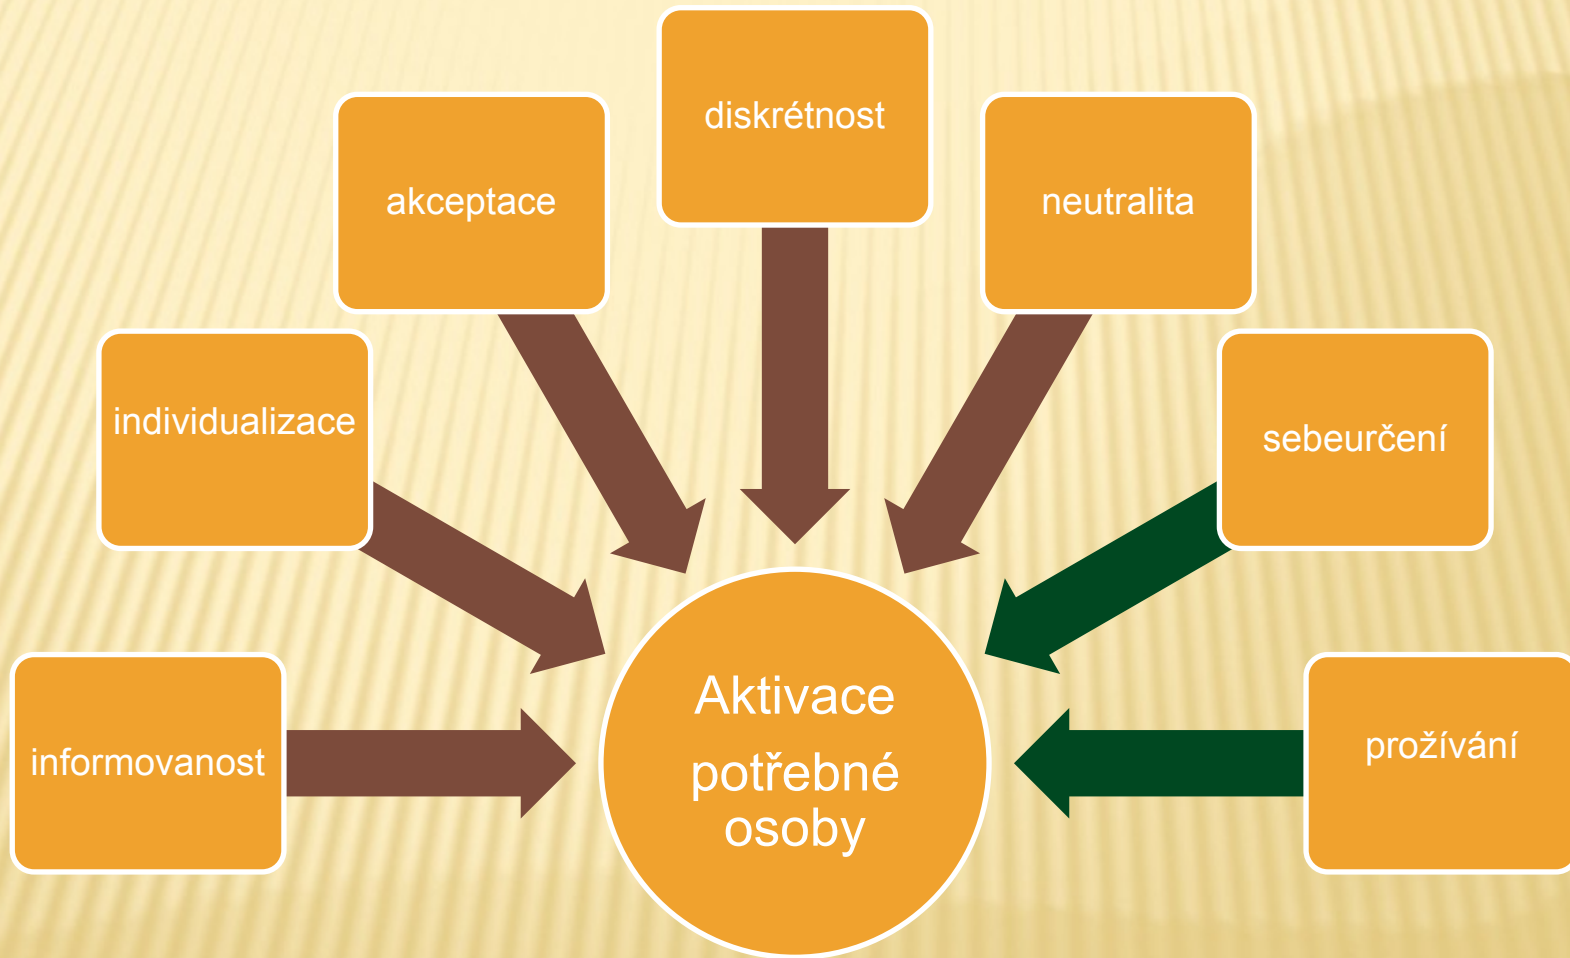 diskrétnost
akceptace
neutralita
individualizace
sebeurčení
informovanost
Aktivace
potřebné
osoby
prožívání